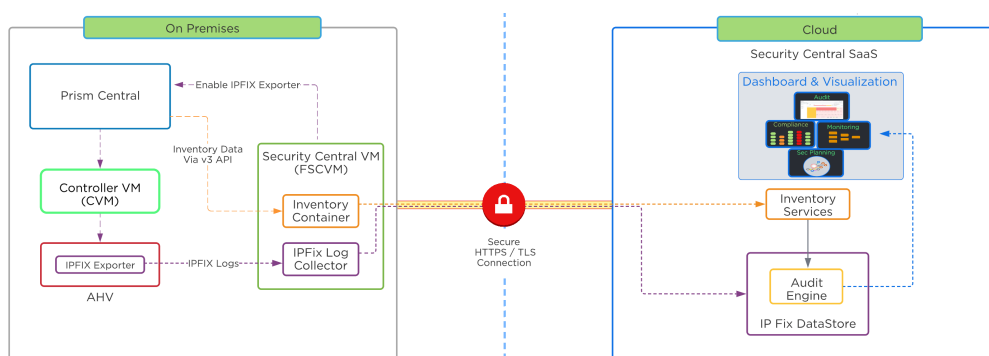 On Premises
Cloud
Security Central SaaS
Prism Central
Enable IPFIX Exporter
Inventory Data
Via v3 API
Security Central VM
(FSCVM)
Controller VM
(CVM)
Inventory
Container
IPFix Log
Collector
IPFIX Exporter
IPFIX Logs
AHV
Secure
HTTPS / TLS
Connection
Dashboard & Visualization
Audit
Compliance
Monitoring
Sec Planning
Inventory
Services
Audit
Engine
IP Fix DataStore